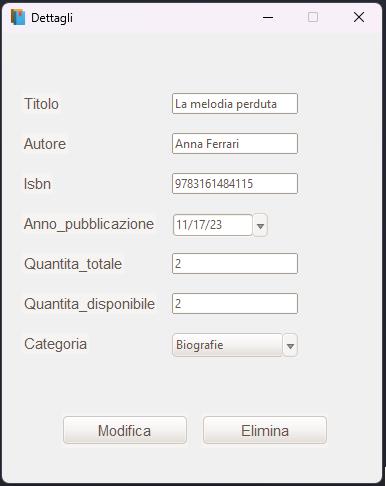 Dettagli
Titolo La melodia perduta
Autore Anna Ferrari
Isbn 9783161484115
Anno_pubblicazione 11/17/23
Quantita_totale 2
Quantita_disponibile 2
Categoria Biografie
Modifica Elimina